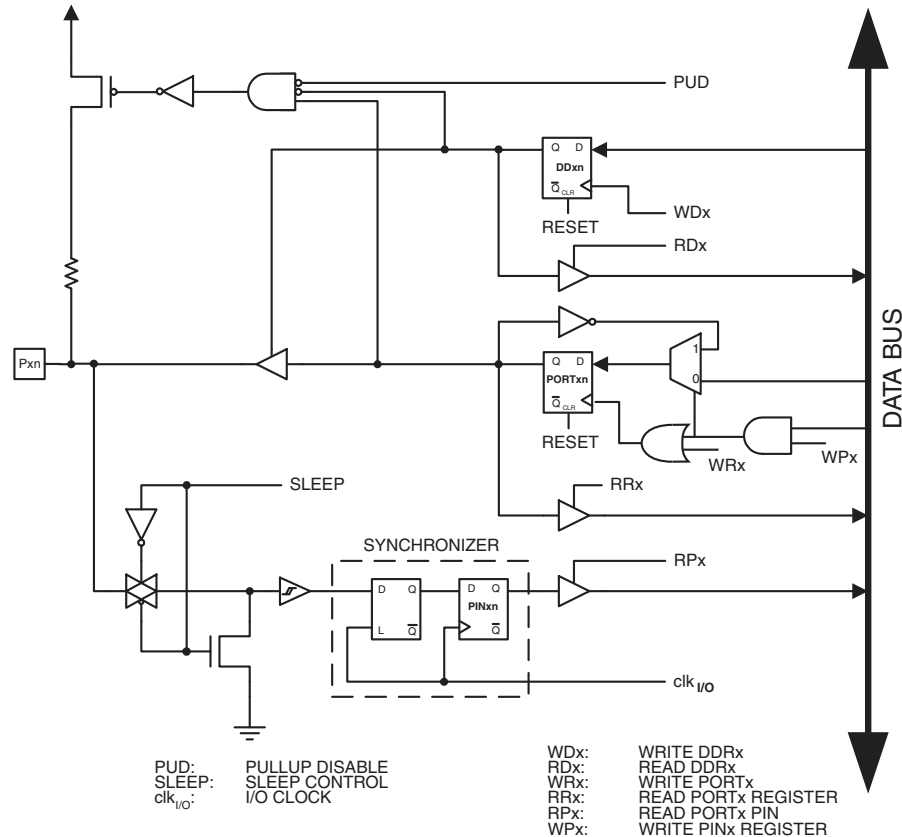 PUD
Q D
DDxn
Q CLR
WDx
RESET
RDx
Pxn
1
Q D
PORTxn
0
Q CLR
RESET
WRx
WPx
DATA BUS
SLEEP
RRx
SYNCHRONIZER
RPx
D Q
L Q
D Q
PINxn
Q
clk I/O
PUD: PULLUP DISABLE
SLEEP: SLEEP CONTROL
clk I/O: I/O CLOCK
WDx: WRITE DDRx
RDx: READ DDRx
WRx: WRITE PORTx
RRx: READ PORTx REGISTER
RPx: READ PORTx PIN
WPx: WRITE PINx REGISTER